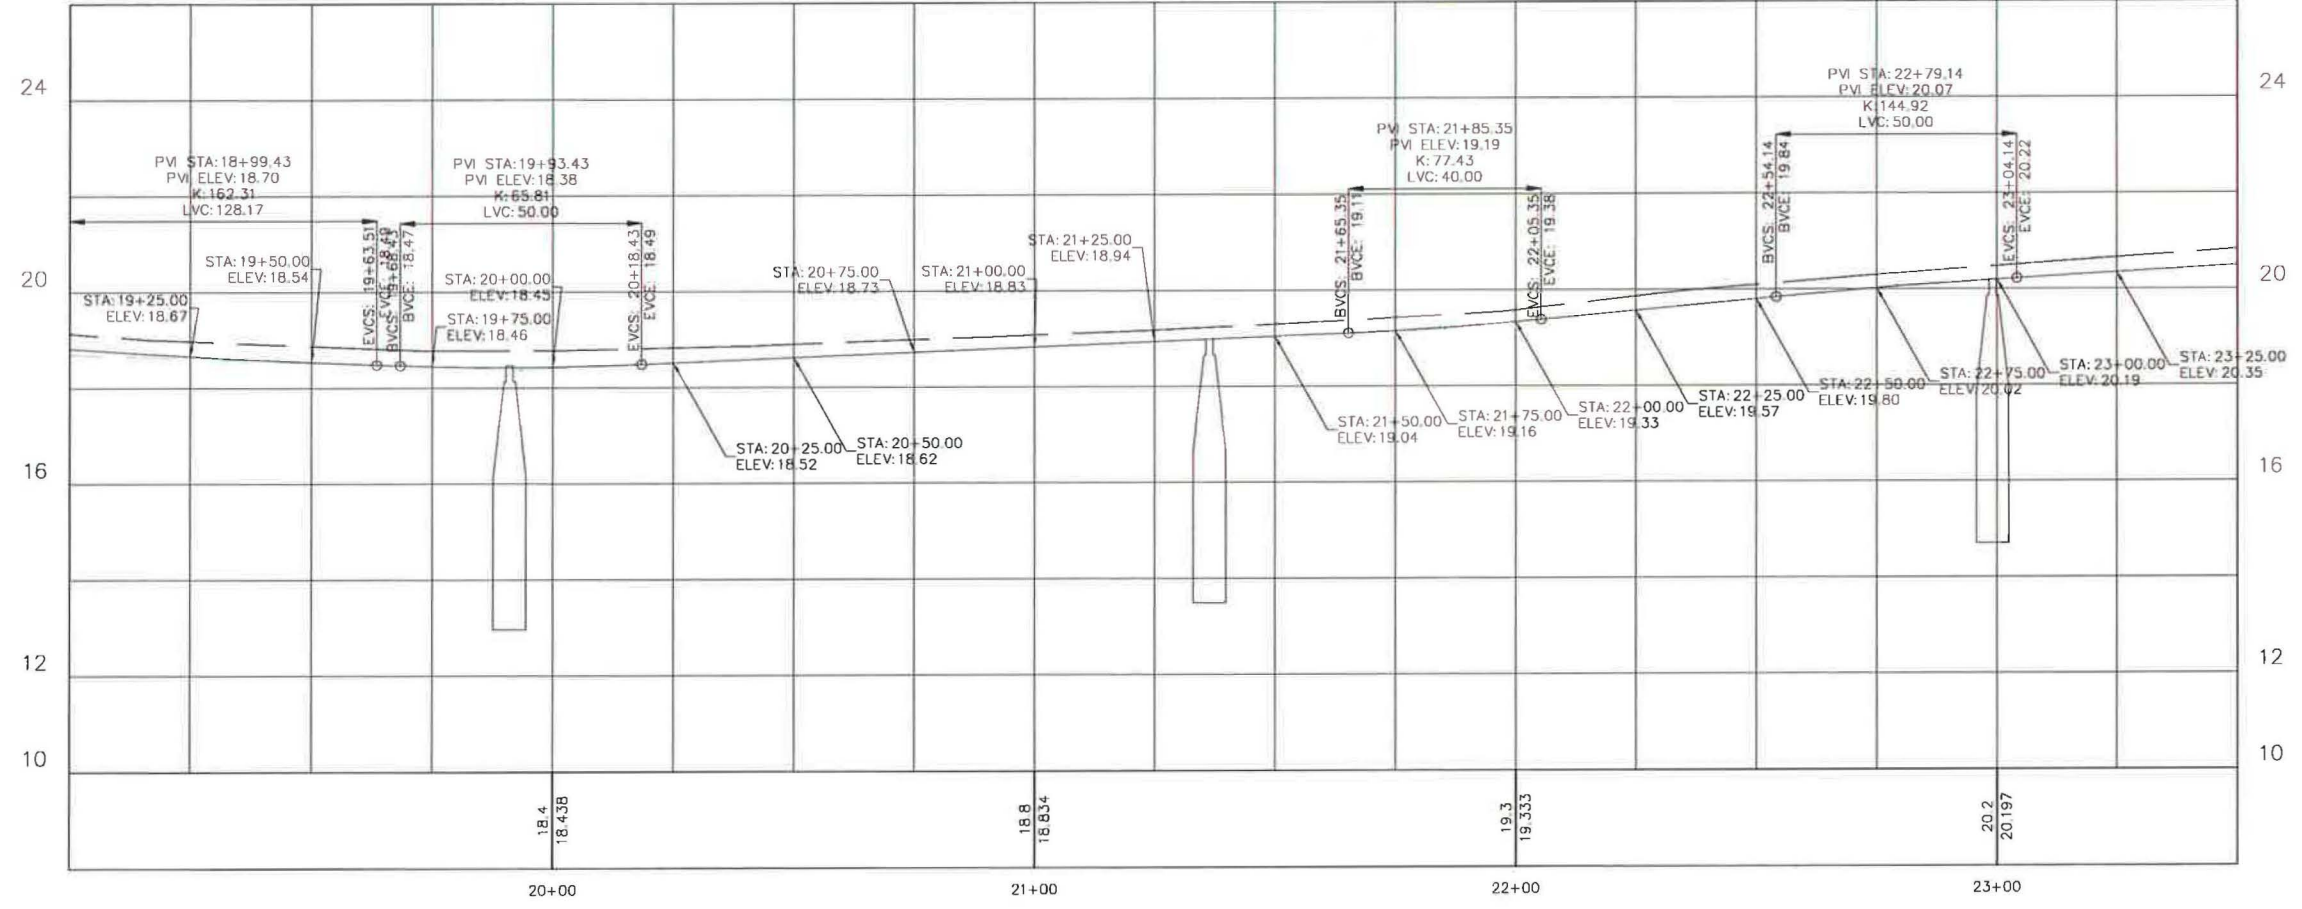 24
24
PVI STA: 22+79.14
PVI ELEV: 20.07
K: 144.92
LVC: 50.00
PVI STA: 21+85.35
PVI ELEV: 19.19
K: 77.43
LVC: 40.00
PVI STA: 18+99.43
PVI ELEV: 18.70
K: 162.31
LVC: 128.17
PVI STA: 19+93.43
PVI ELEV: 18.38
K: 65.81
LVC: 50.00
EVCS: 19+63.51
EVCE: 18.49
BVCS: 19+68.43
BVCE: 18.47
EVCS: 20+18.43
EVCE: 18.49
BVCS: 21+65.35
BVCE: 19.11
EVCS: 22+05.35
EVCE: 19.38
BVCS: 22+54.14
BVCE: 19.84
EVCS: 23+04.14
EVCE: 20.22
20
20
STA: 19+25.00
ELEV: 18.67
STA: 19+50.00
ELEV: 18.54
STA: 19+75.00
ELEV: 18.46
STA: 20+00.00
ELEV: 18.45
STA: 20+75.00
ELEV: 18.73
STA: 21+00.00
ELEV: 18.83
STA: 21+25.00
ELEV: 18.94
STA: 20+25.00
ELEV: 18.52
STA: 20+50.00
ELEV: 18.62
STA: 21+50.00
ELEV: 19.04
STA: 21+75.00
ELEV: 19.16
STA: 22+00.00
ELEV: 19.33
STA: 22+25.00
ELEV: 19.57
STA: 22+50.00
ELEV: 19.80
STA: 22+75.00
ELEV: 20.02
STA: 23+00.00
ELEV: 20.19
STA: 23+25.00
ELEV: 20.35
16
16
12
12
10
10
18.4
18.438
18.8
18.834
19.3
19.333
20.2
20.197
20+00
21+00
22+00
23+00